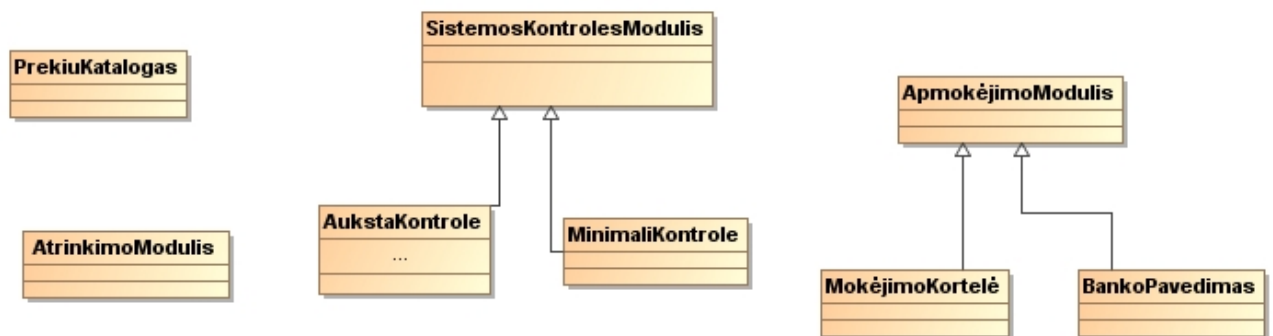 SistemosKontrolesModulis
PrekiuKatalogas
ApmokėjimoModulis
AukstaKontrole
...
MinimaliKontrole
AtrinkimoModulis
MokėjimoKortelė
BankoPavedimas